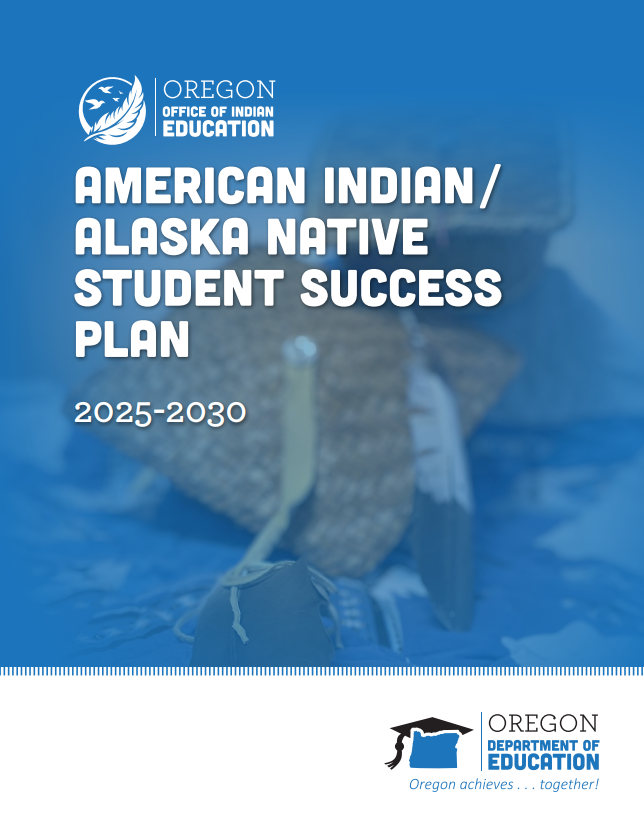 OREGON
OFFICE OF INDIAN
EDUCATION
AMERICAN INDIAN/
ALASKA NATIVE
STUDENT SUCCESS
PLAN
2025-2030
OREGON
DEPARTMENT OF
EDUCATION
Oregon achieves . . . together!